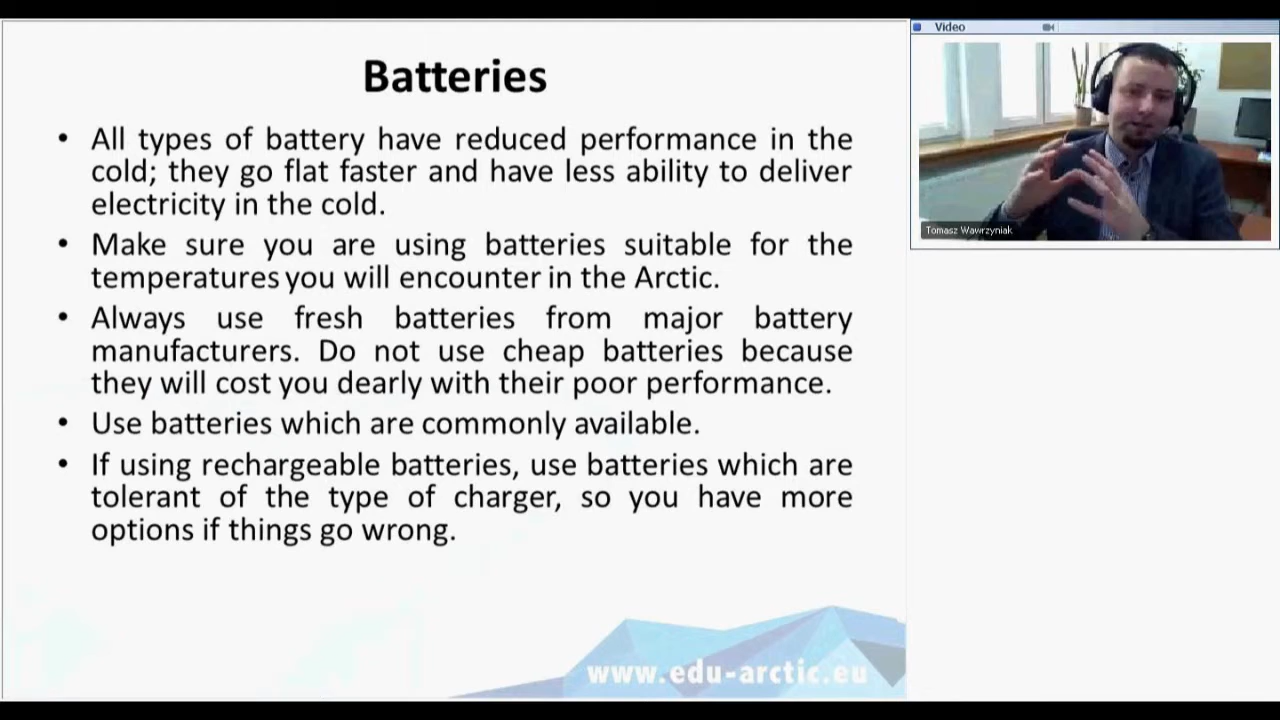 Batteries
• All types of battery have reduced performance in the
cold; they go flat faster and have less ability to deliver
electricity in the cold.
• Make sure you are using batteries suitable for the
temperatures you will encounter in the Arctic.
• Always use fresh batteries from major battery
manufacturers. Do not use cheap batteries because
they will cost you dearly with their poor performance.
• Use batteries which are commonly available.
• If using rechargeable batteries, use batteries which are
tolerant of the type of charger, so you have more
options if things go wrong.
www.edu-arctic.eu
Video
Tomasz Wawrzyniak